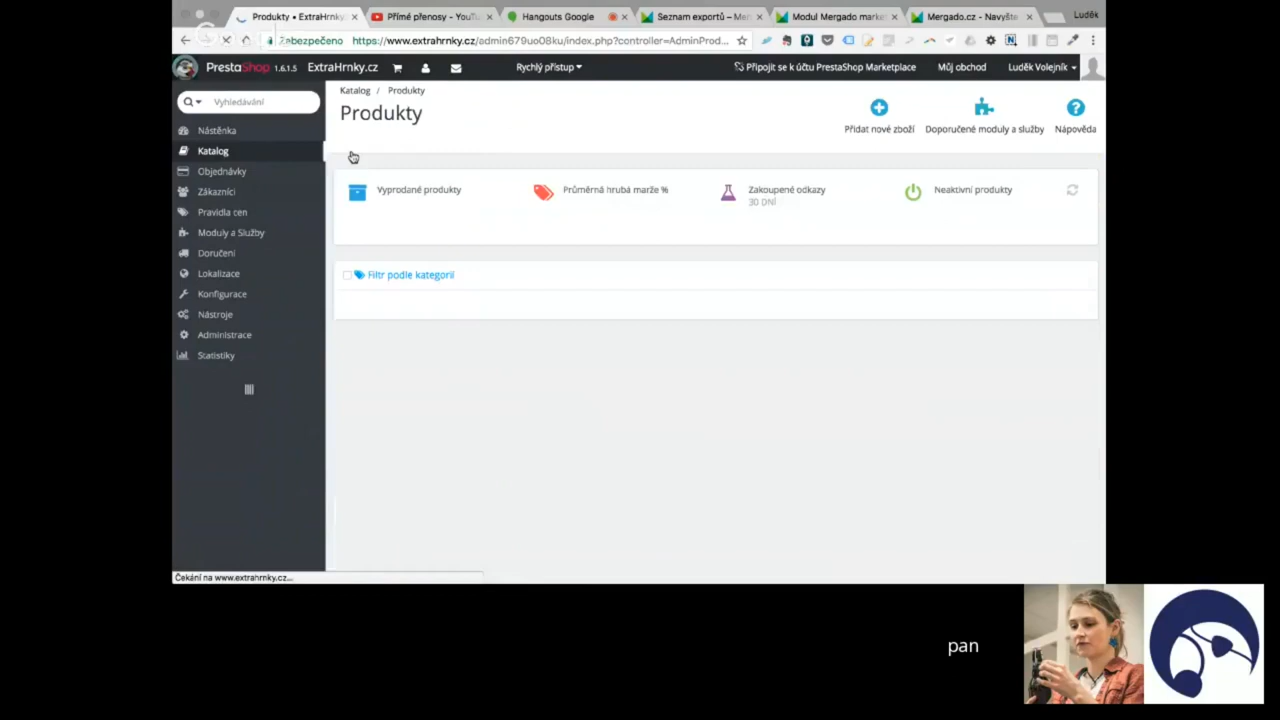 Produkty • ExtraHrnky.
Přímé přenosy - YouTu
Hangouts Google
Seznam exportů – Mer
Modul Mergado market
Mergado.cz - Navyšte
Luděk
Zabezpečeno
https://www.extrahrnky.cz/admin679uo08ku/index.php?controller=AdminProd...
PrestaShop 1.6.1.5 ExtraHrnky.cz
Rychlý přístup
Připojit se k účtu PrestaShop Marketplace
Můj obchod
Luděk Volejník
Vyhledávání
Nástěnka
Katalog
Objednávky
Zákazníci
Pravidla cen
Moduly a Služby
Doručení
Lokalizace
Konfigurace
Nástroje
Administrace
Statistiky
Katalog / Produkty
Produkty
Přidat nové zboží
Doporučené moduly a služby
Nápověda
Vyprodané produkty
Průměrná hrubá marže %
Zakoupené odkazy
30 DNÍ
Neaktivní produkty
Filtr podle kategorií
Čekání na www.extrahrnky.cz...
pan